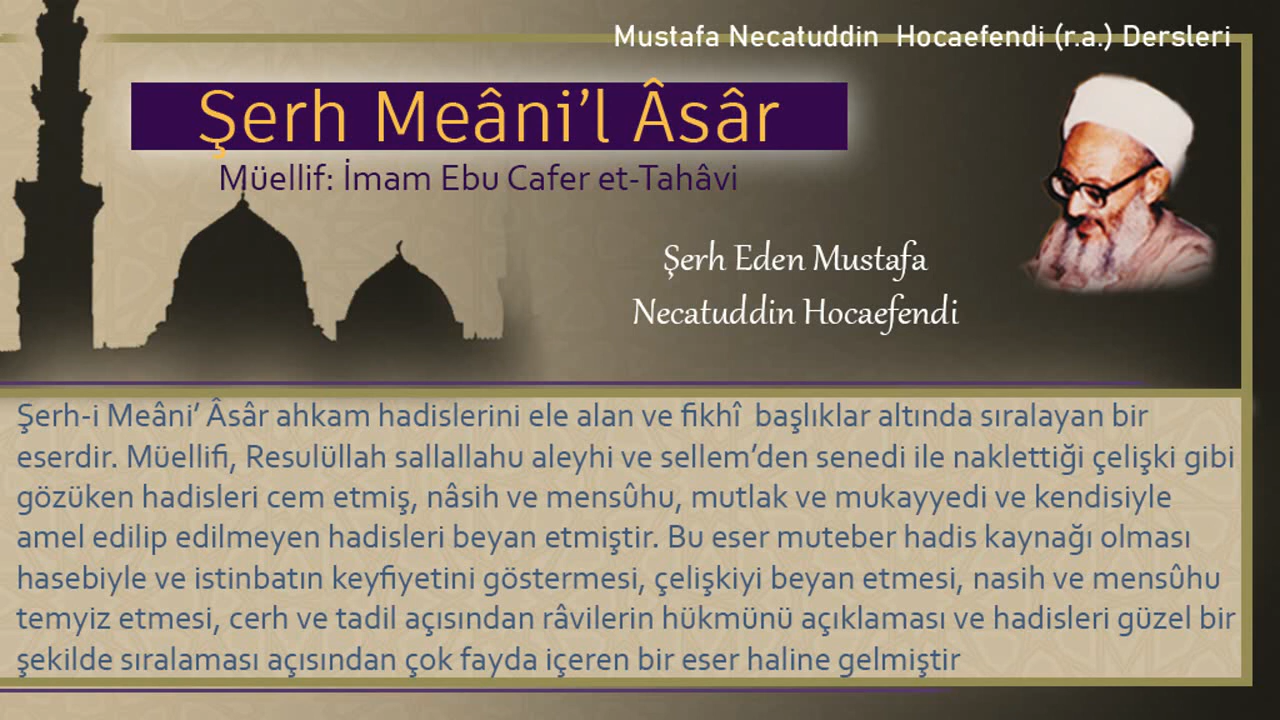 Mustafa Necatuddin Hocaefendi (r.a.) Dersleri
Şerh Meâni’l Âsâr
Müellif: İmam Ebu Cafer et-Tahâvi
Şerh Eden Mustafa
Necatuddin Hocaefendi
Şerh-i Meâni’ Âsâr ahkam hadislerini ele alan ve fikhî başlıklar altında sıralayan bir
eserdir. Müellifi, Resulüllah sallallahu aleyhi ve sellem’den senedi ile naklettiği çelişki gibi
gözüken hadisleri cem etmiş, nâsih ve mensûhu, mutlak ve mukayyedi ve kendisiyle
amel edilip edilmeyen hadisleri beyan etmiştir. Bu eser muteber hadis kaynağı olması
hasebiyle ve istinbatın keyfiyetini göstermesi, çelişkiyi beyan etmesi, nasih ve mensûhu
temyiz etmesi, cerh ve tadil açısından râvilerin hükmünü açıklaması ve hadisleri güzel bir
şekilde sıralaması açısından çok fayda içeren bir eser haline gelmiştir